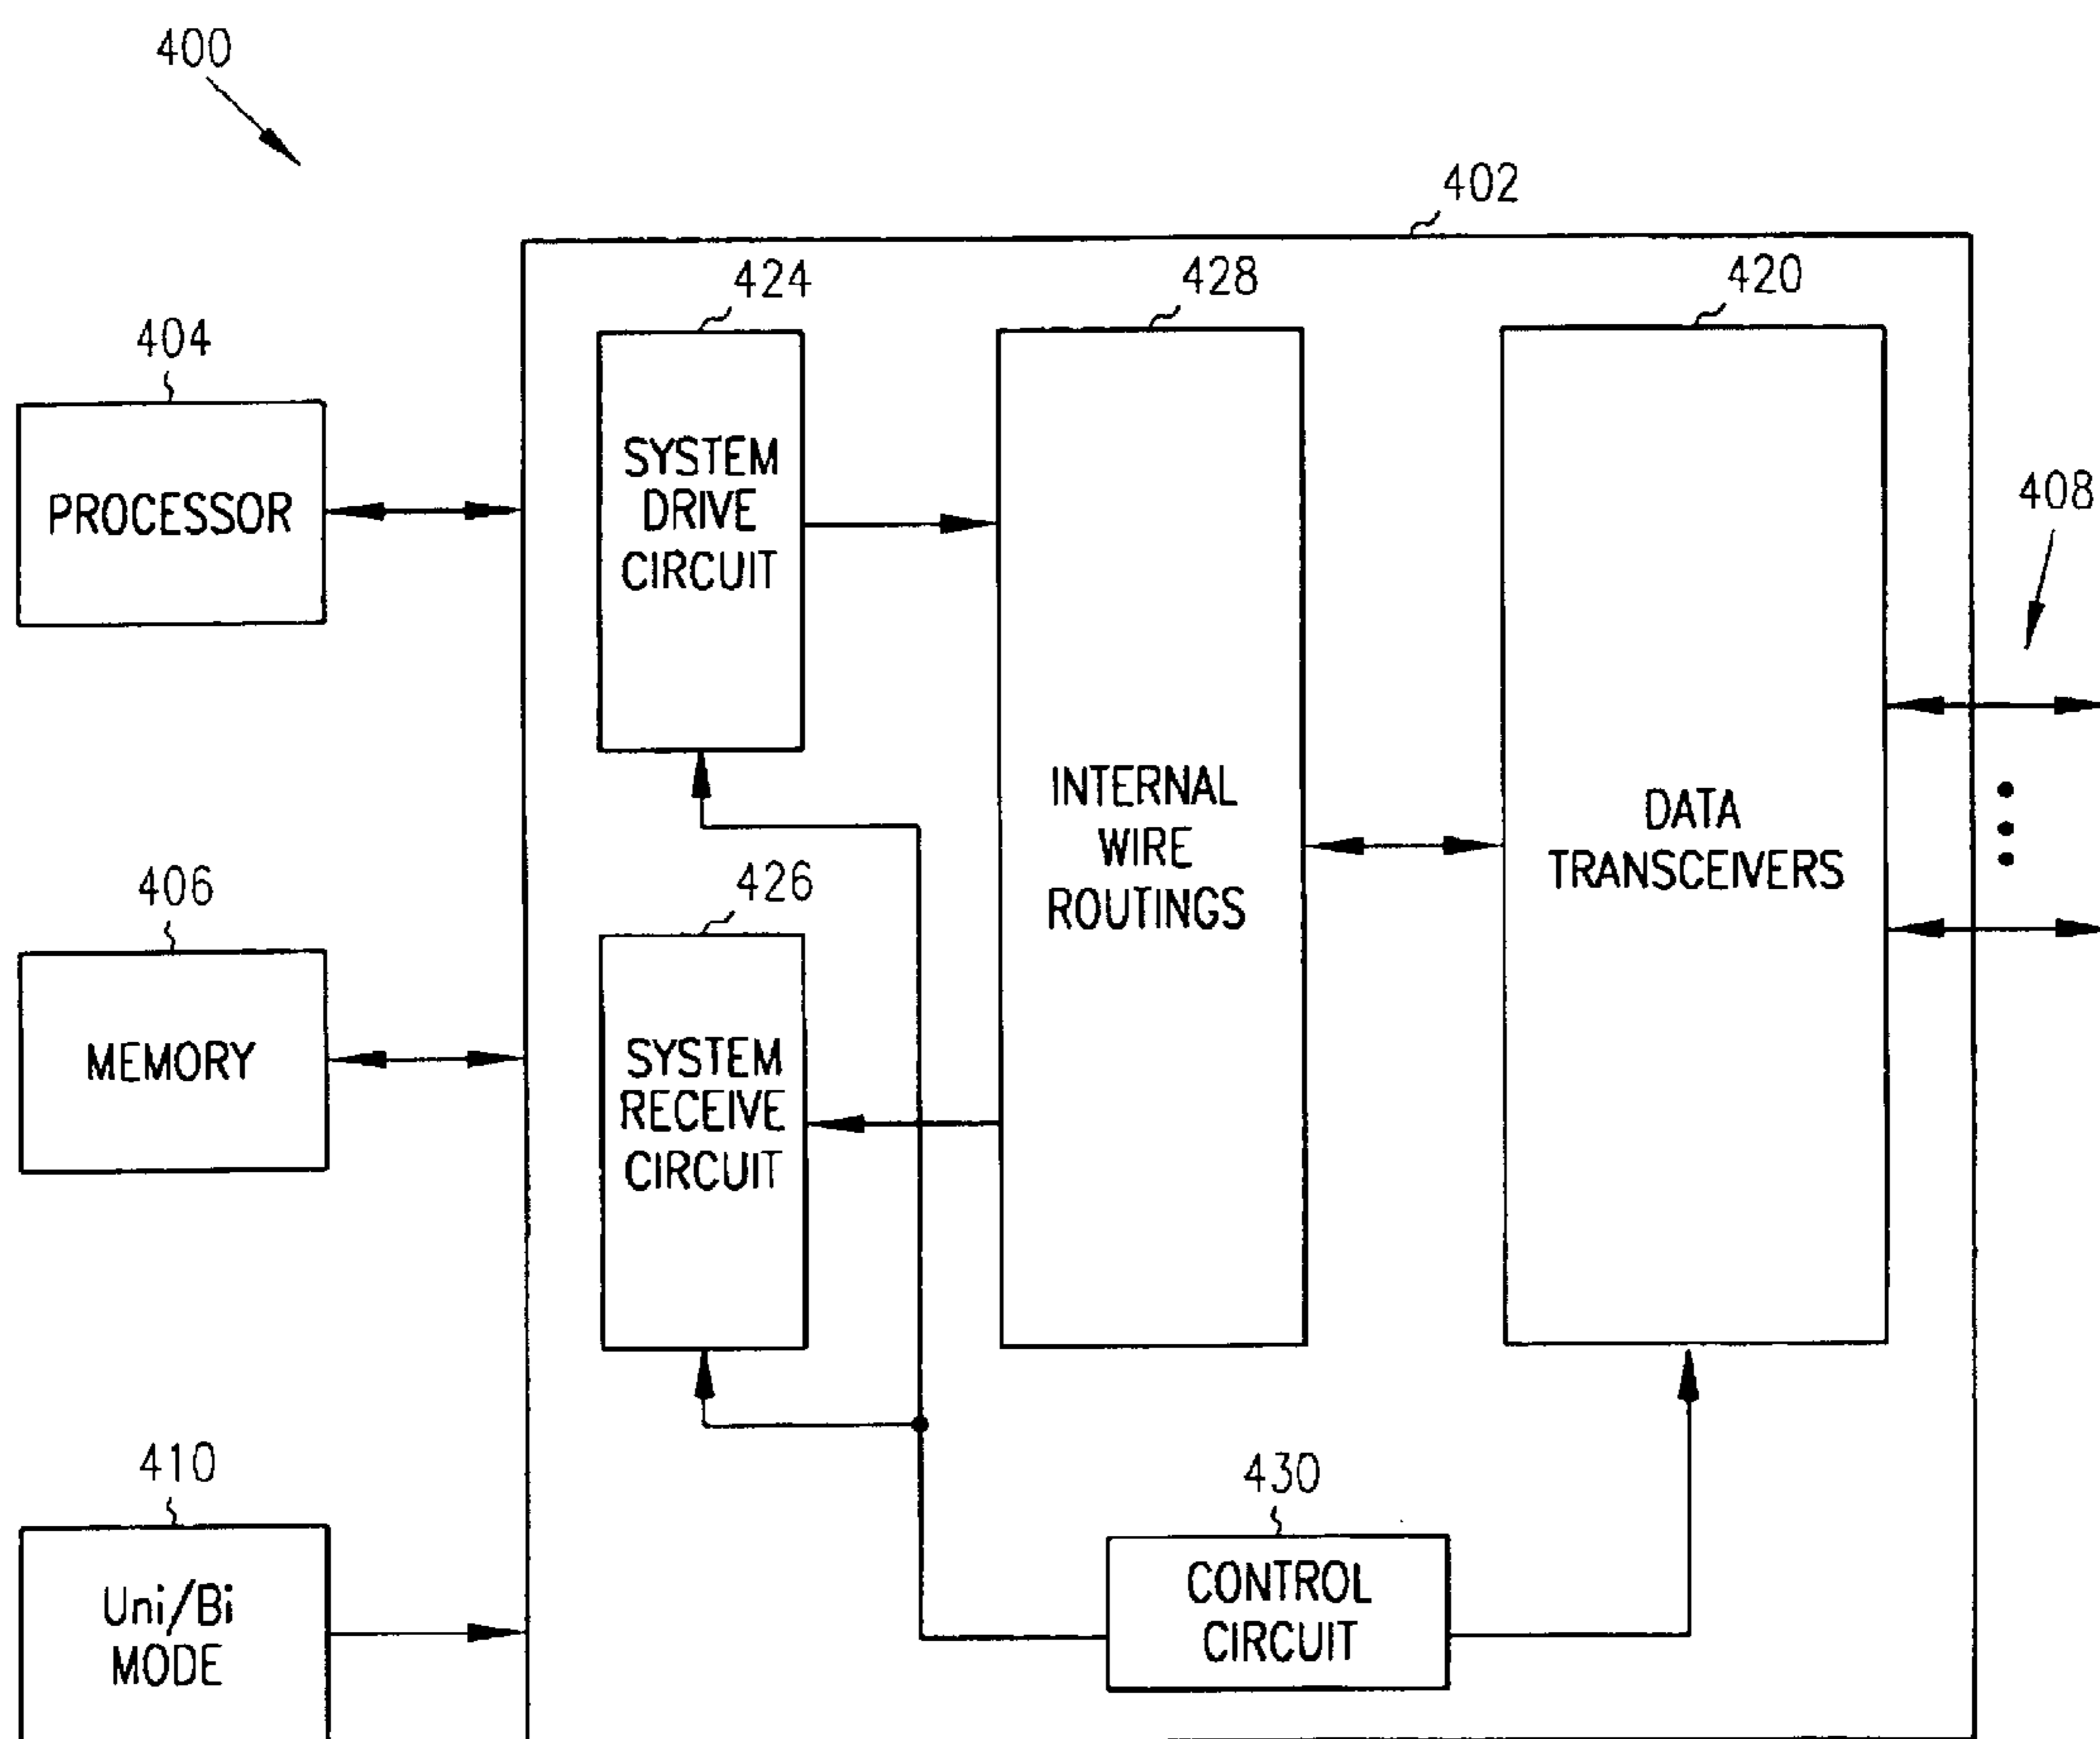 400
402
424
428
420
404
408
PROCESSOR
SYSTEM
DRIVE
CIRCUIT
INTERNAL
WIRE
ROUTINGS
DATA
TRANSCEIVERS
406
426
MEMORY
SYSTEM
RECEIVE
CIRCUIT
410
430
Uni/Bi
MODE
CONTROL
CIRCUIT